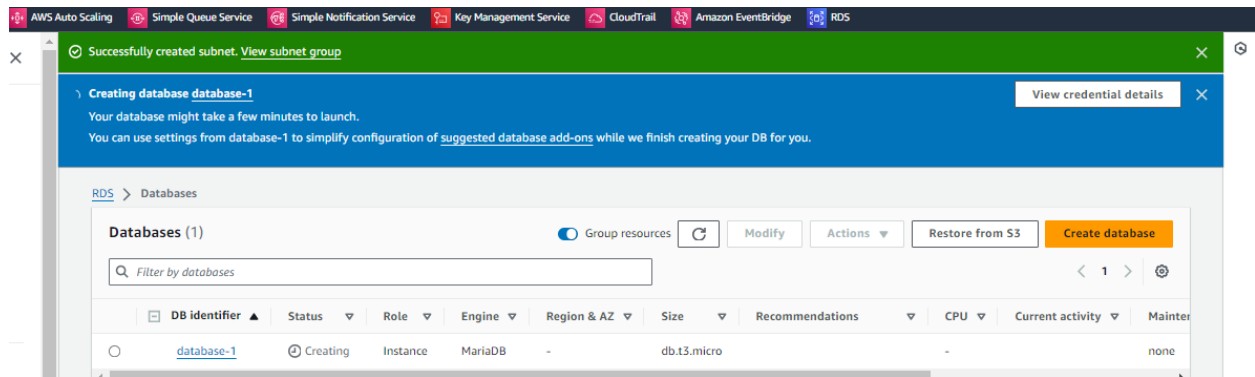 AWS Auto Scaling Simple Queue Service Simple Notification Service Key Management Service CloudTrail Amazon EventBridge RDS
Successfully created subnet. View subnet group
Creating database database-1
View credential details
Your database might take a few minutes to launch.
You can use settings from database-1 to simplify configuration of suggested database add-ons while we finish creating your DB for you.
RDS > Databases
Databases (1) Group resources Modify Actions Restore from S3 Create database
Filter by databases 1
DB identifier Status Role Engine Region & AZ Size Recommendations CPU Current activity Mainter
database-1 Creating Instance MariaDB - db.t3.micro - none